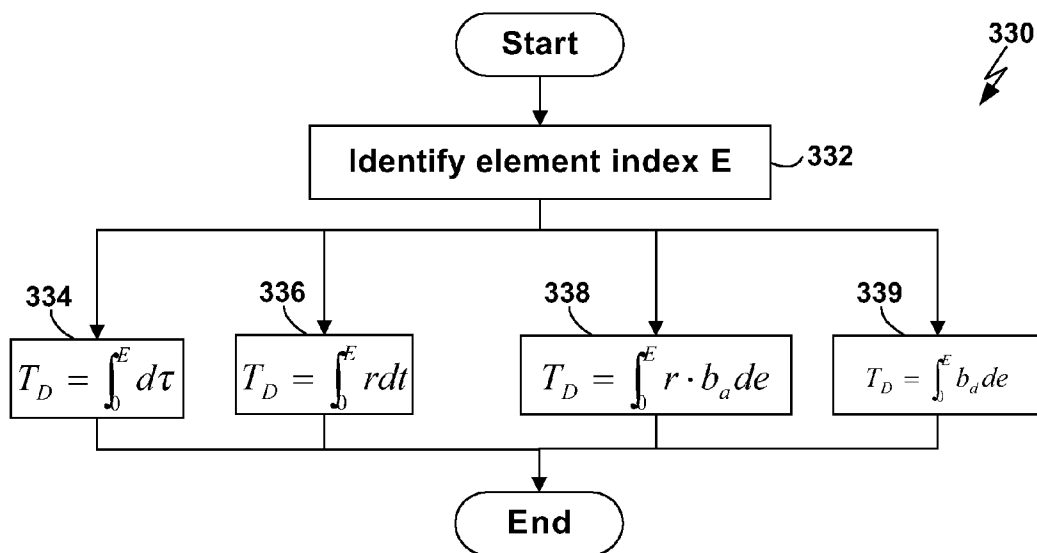 Start
330
Identify element index E
332
334
336
338
339
T_D = ∫_0^E dτ
T_D = ∫_0^E rdt
T_D = ∫_0^E r · b_a de
T_D = ∫_0^E b_d de
End